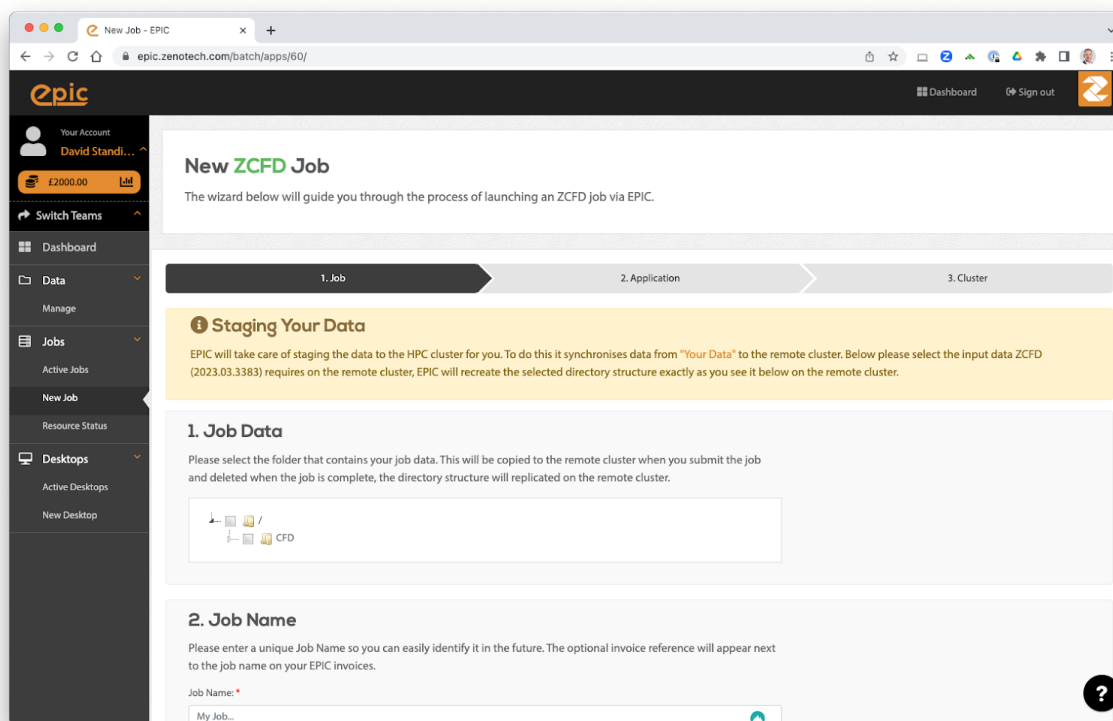 New Job - EPIC
epic.zenotech.com/batch/apps/60/
epic
Dashboard
Sign out
Your Account
David Standi...
£2000.00
Switch Teams
Dashboard
Data
Manage
Jobs
Active Jobs
New Job
Resource Status
Desktops
Active Desktops
New Desktop
New ZCFD Job
The wizard below will guide you through the process of launching an ZCFD job via EPIC.
1. Job
2. Application
3. Cluster
Staging Your Data
EPIC will take care of staging the data to the HPC cluster for you. To do this it synchronises data from "Your Data" to the remote cluster. Below please select the input data ZCFD
(2023.03.3383) requires on the remote cluster, EPIC will recreate the selected directory structure exactly as you see it below on the remote cluster.
1. Job Data
Please select the folder that contains your job data. This will be copied to the remote cluster when you submit the job
and deleted when the job is complete, the directory structure will replicated on the remote cluster.
/
CFD
2. Job Name
Please enter a unique Job Name so you can easily identify it in the future. The optional invoice reference will appear next
to the job name on your EPIC invoices.
Job Name: *
My Job...
?